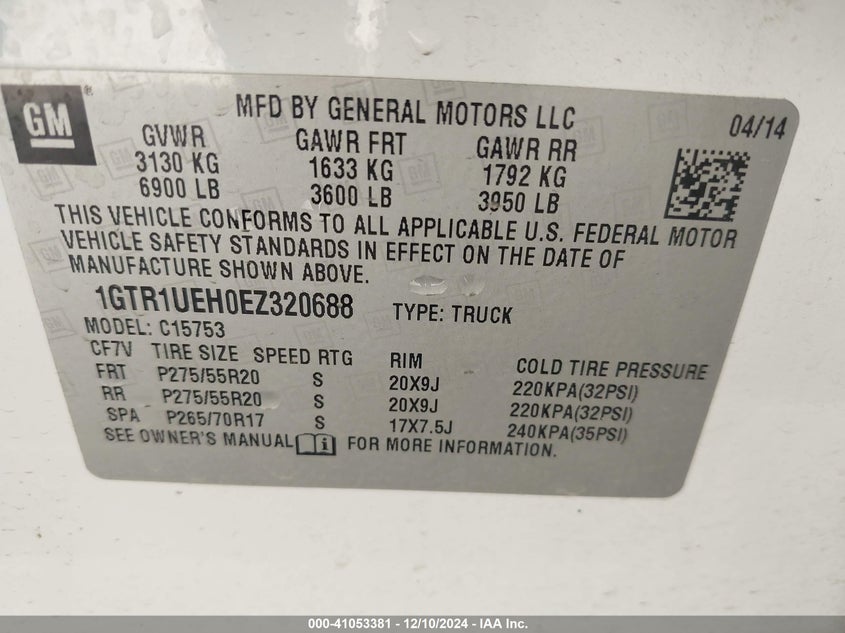 GM®
MFD BY GENERAL MOTORS LLC
04/14
GVWR GAWR FRT GAWR RR
3130 KG 1633 KG 1792 KG
6900 LB 3600 LB 3950 LB
THIS VEHICLE CONFORMS TO ALL APPLICABLE U.S. FEDERAL MOTOR
VEHICLE SAFETY STANDARDS IN EFFECT ON THE DATE OF
MANUFACTURE SHOWN ABOVE.
1GTR1UEH0EZ320688 TYPE: TRUCK
MODEL: C15753
CF7V TIRE SIZE SPEED RTG RIM COLD TIRE PRESSURE
FRT P275/55R20 S 20X9J 220KPA(32PSI)
RR P275/55R20 S 20X9J 220KPA(32PSI)
SPA P265/70R17 S 17X7.5J 240KPA(35PSI)
SEE OWNER'S MANUAL FOR MORE INFORMATION.
000-41053381 - 12/10/2024 - IAA Inc.